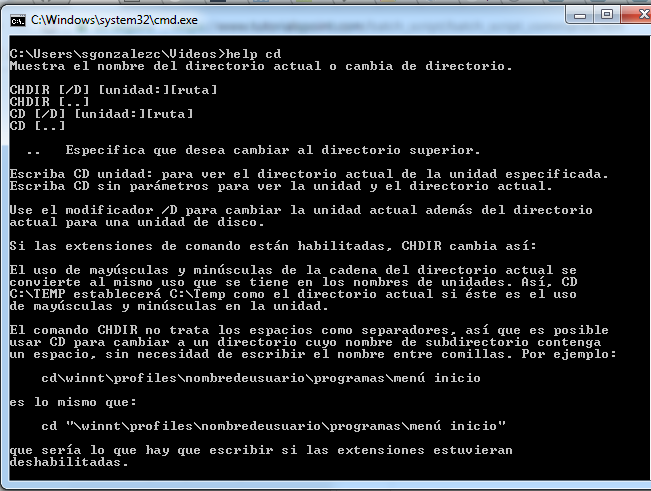 C:\Windows\system32\cmd.exe
C:\Users\sgonzalezc\Videos>help cd
Muestra el nombre del directorio actual o cambia de directorio.
CHDIR [/D] [unidad:][ruta]
CHDIR [..]
CD [/D] [unidad:][ruta]
CD [..]
.. Especifica que desea cambiar al directorio superior.
Escriba CD unidad: para ver el directorio actual de la unidad especificada.
Escriba CD sin parámetros para ver la unidad y el directorio actual.
Use el modificador /D para cambiar la unidad actual además del directorio
actual para una unidad de disco.
Si las extensiones de comando están habilitadas, CHDIR cambia así:
El uso de mayúsculas y minúsculas de la cadena del directorio actual se
convierte al mismo uso que se tiene en los nombres de unidades. Así, CD
C:\TEMP establecerá C:\Temp como el directorio actual si éste es el uso
de mayúsculas y minúsculas en la unidad.
El comando CHDIR no trata los espacios como separadores, así que es posible
usar CD para cambiar a un directorio cuyo nombre de subdirectorio contenga
un espacio, sin necesidad de escribir el nombre entre comillas. Por ejemplo:
cd\winnt\profiles\nombredeusuario\programas\menú inicio
es lo mismo que:
cd "\winnt\profiles\nombredeusuario\programas\menú inicio"
que sería lo que hay que escribir si las extensiones estuvieran
deshabilitadas.